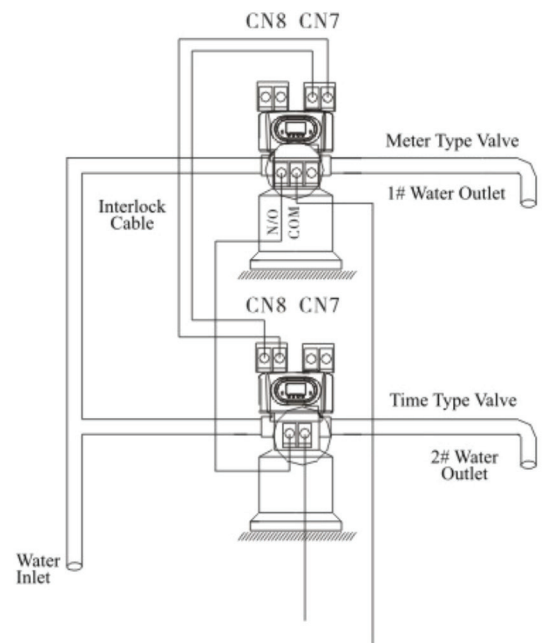 CN8 CN7
Meter Type Valve
1# Water Outlet
Interlock
Cable
N/O
COM
CN8 CN7
Time Type Valve
2# Water
Outlet
Water
Inlet